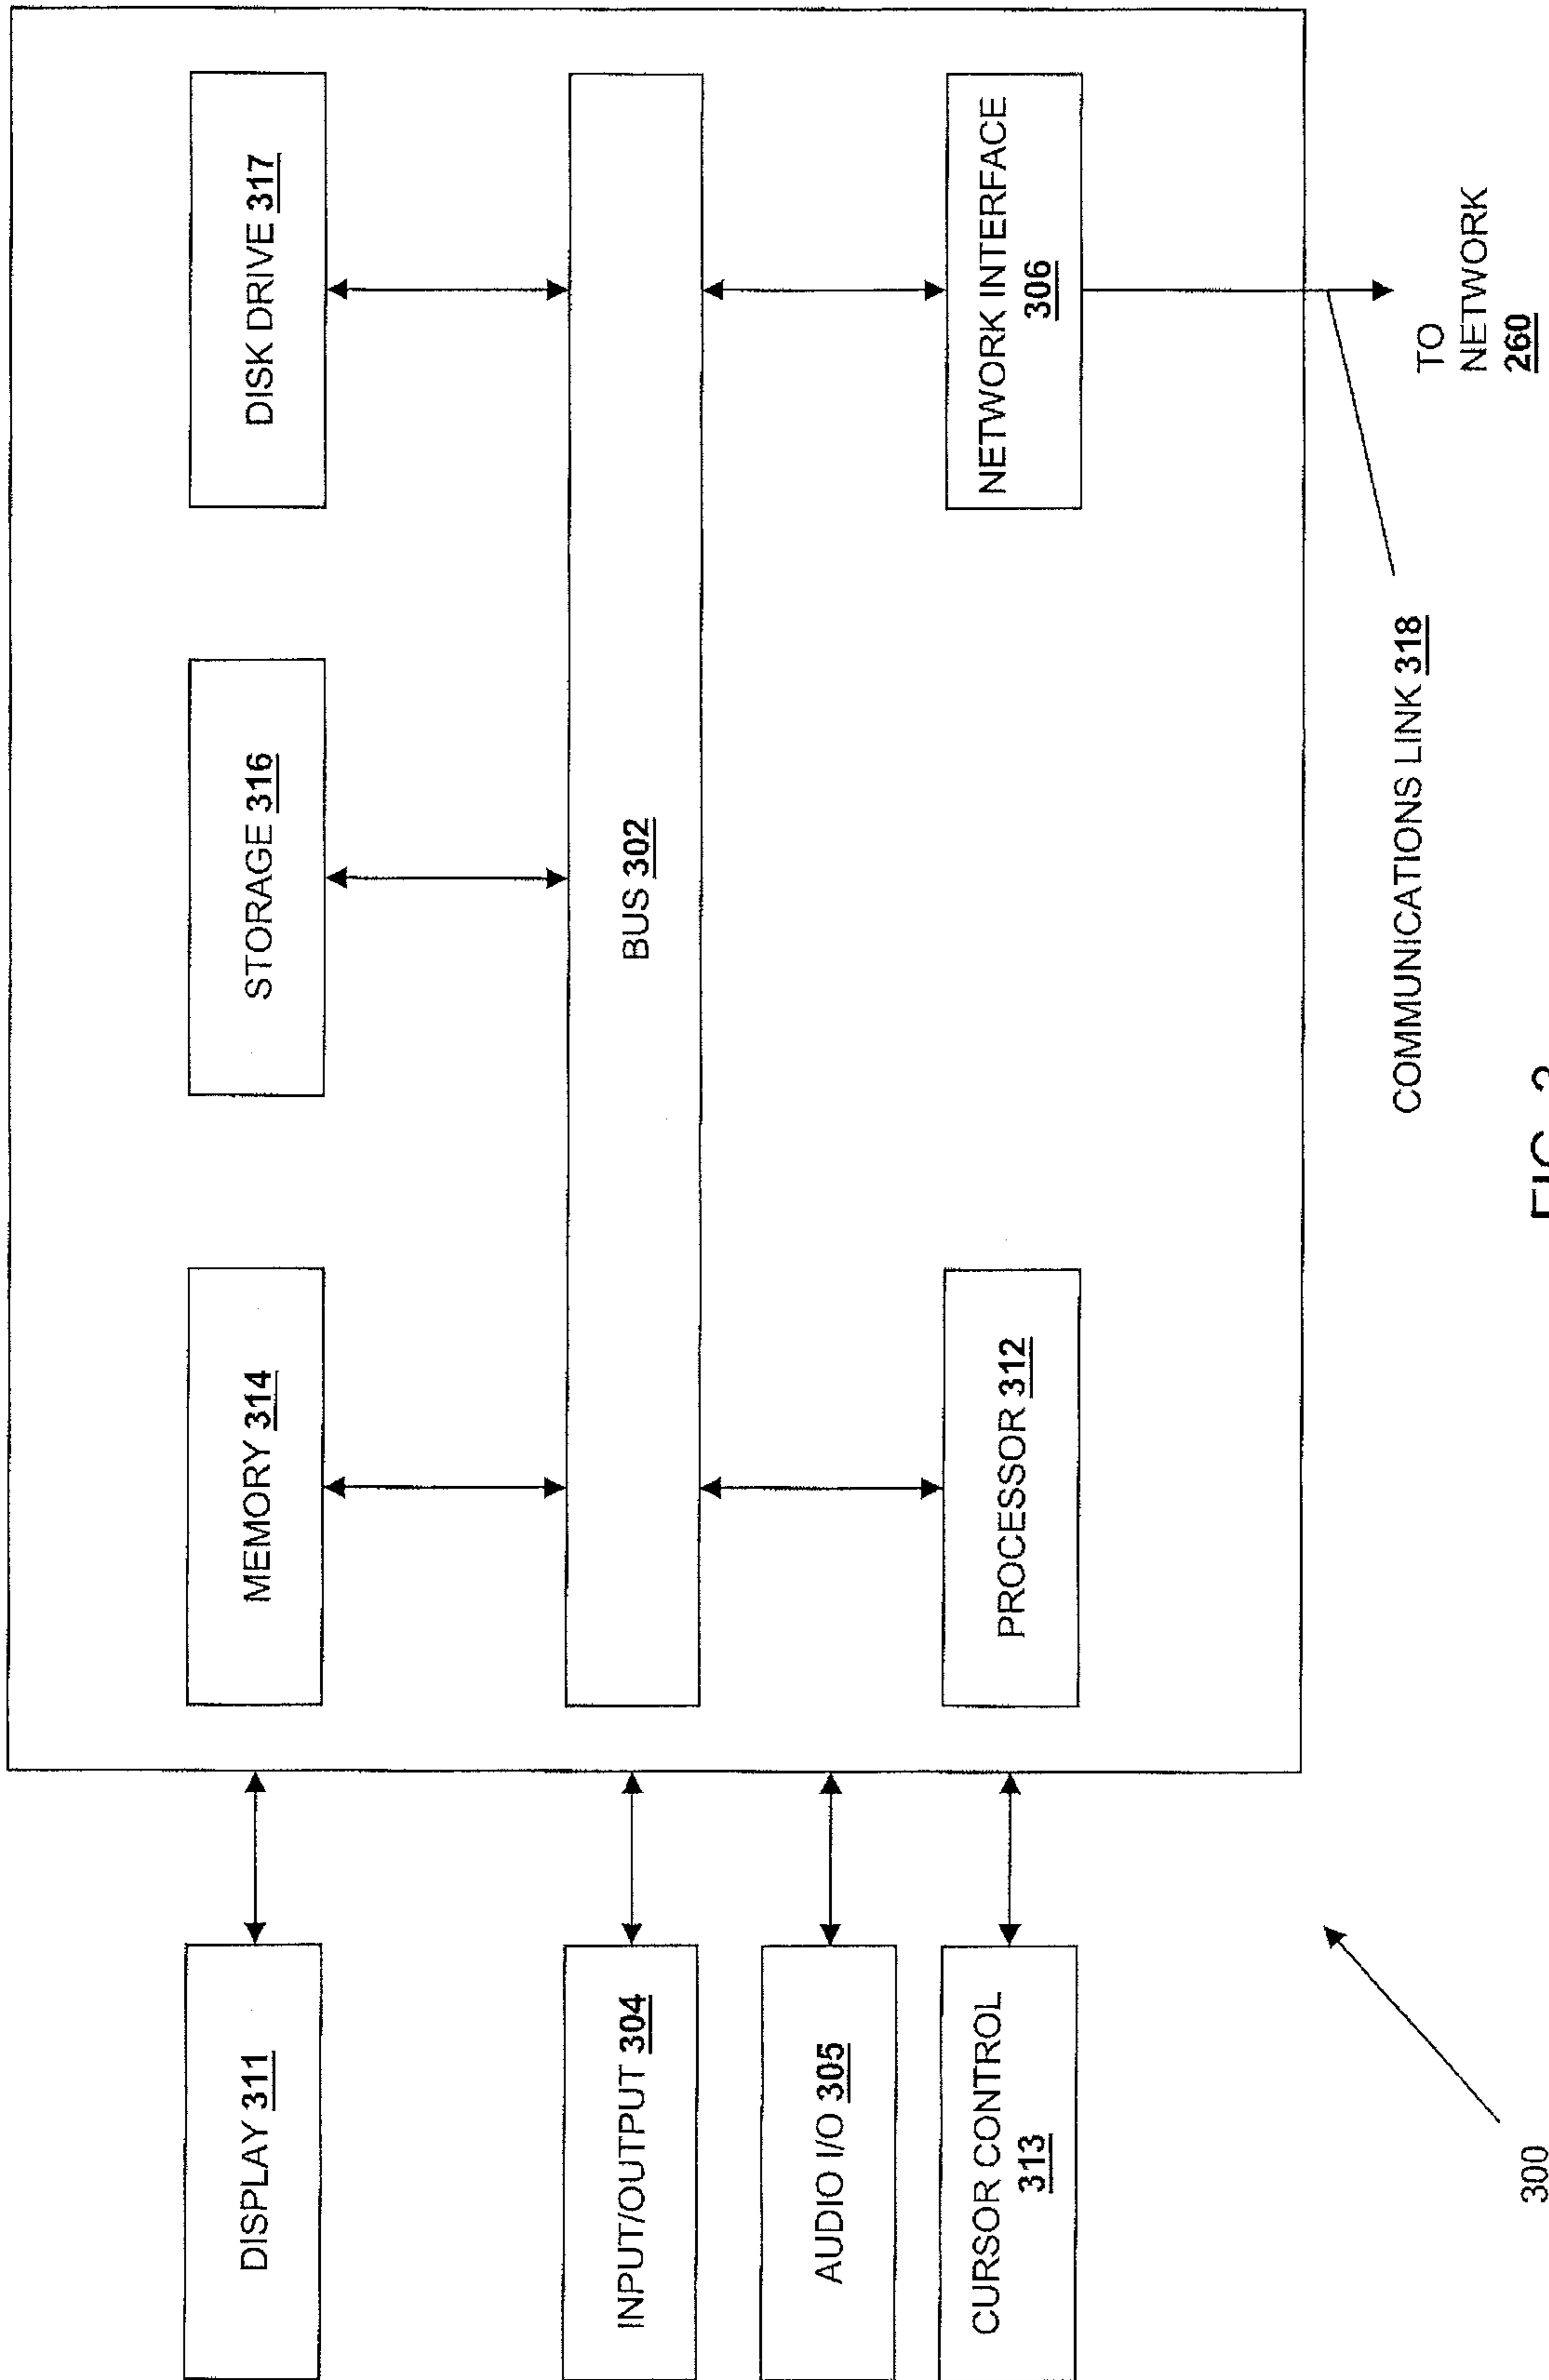 DISPLAY 311
MEMORY 314
STORAGE 316
DISK DRIVE 317
INPUT/OUTPUT 304
BUS 302
AUDIO I/O 305
CURSOR CONTROL
313
PROCESSOR 312
NETWORK INTERFACE
306
COMMUNICATIONS LINK 318
TO
NETWORK
260
300
FIG.